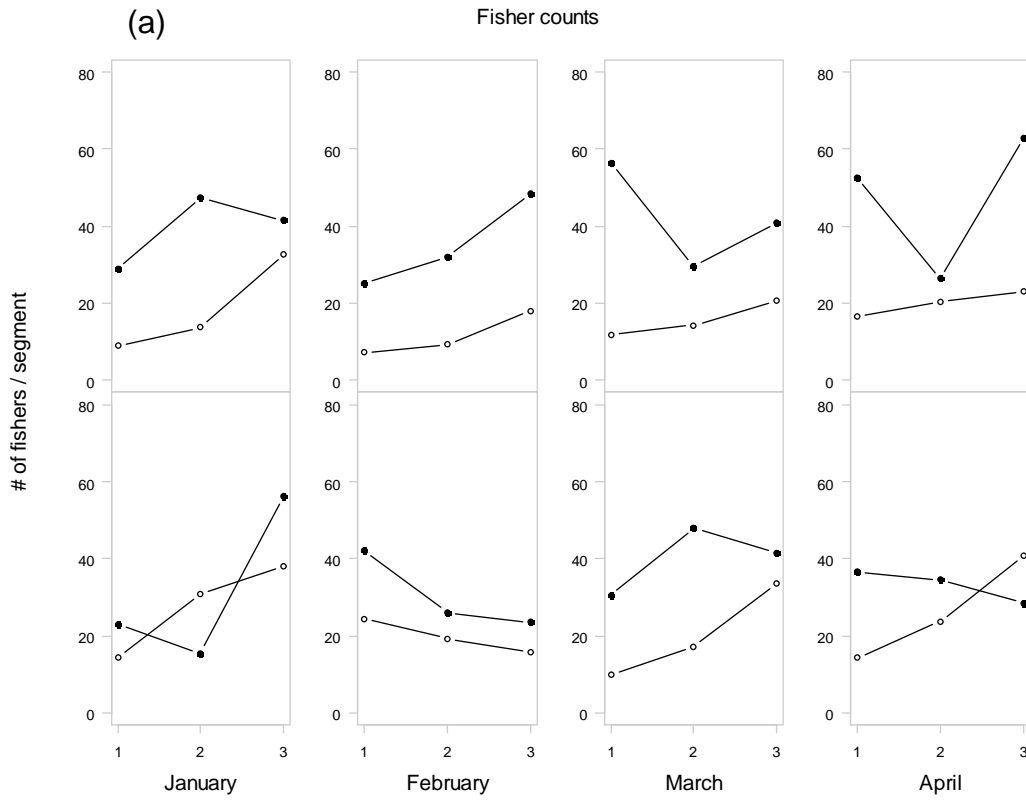 (a)
Fisher counts
# of fishers / segment
80 80 80 80
60 60 60 60
40 40 40 40
20 20 20 20
0 0 0 0
80 80 80 80
60 60 60 60
40 40 40 40
20 20 20 20
0 0 0 0
1 2 3 1 2 3 1 2 3 1 2 3
January February March April